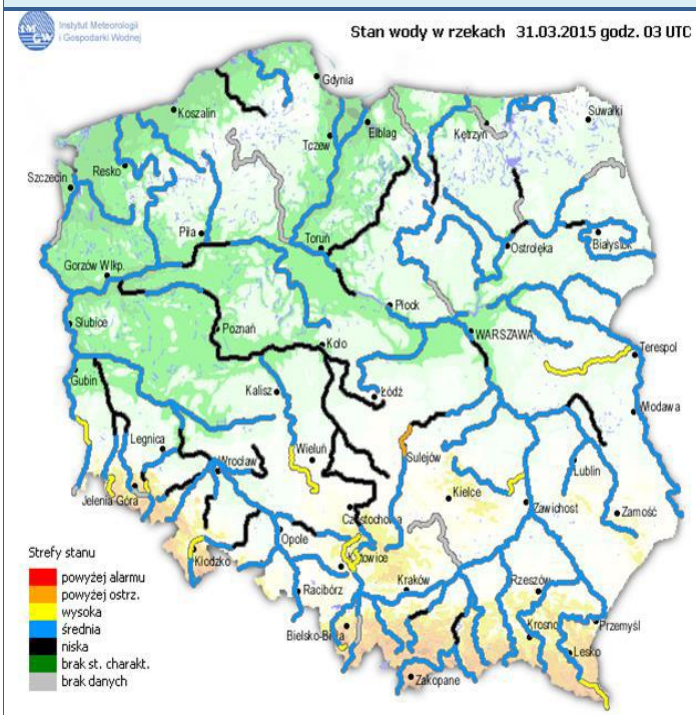 Instytut Meteorologii
i Gospodarki Wodnej
IMGW
Stan wody w rzekach 31.03.2015 godz. 03 UTC
Gdynia
Koszalin
Suwałki
Tczew
Elbląg
Kętrzyn
Resko
Szczecin
Piła
Toruń
Ostrołęka
Białystok
Gorzów Wlkp.
Płock
Słubice
Poznań
Koło
WARSZAWA
Terespol
Gubin
Kalisz
Łódź
Włodawa
Legnica
Wieluń
Sulejów
Wrocław
Lublin
Jelenia Góra
Kielce
Zawichost
Zamość
Częstochowa
Opole
Kłodzko
Katowice
Racibórz
Kraków
Rzeszów
Bielsko-Biała
Krosno
Przemyśl
Lesko
Zakopane
Strefy stanu
powyżej alarmu
powyżej ostrz.
wysoka
średnia
niska
brak st. charakt.
brak danych